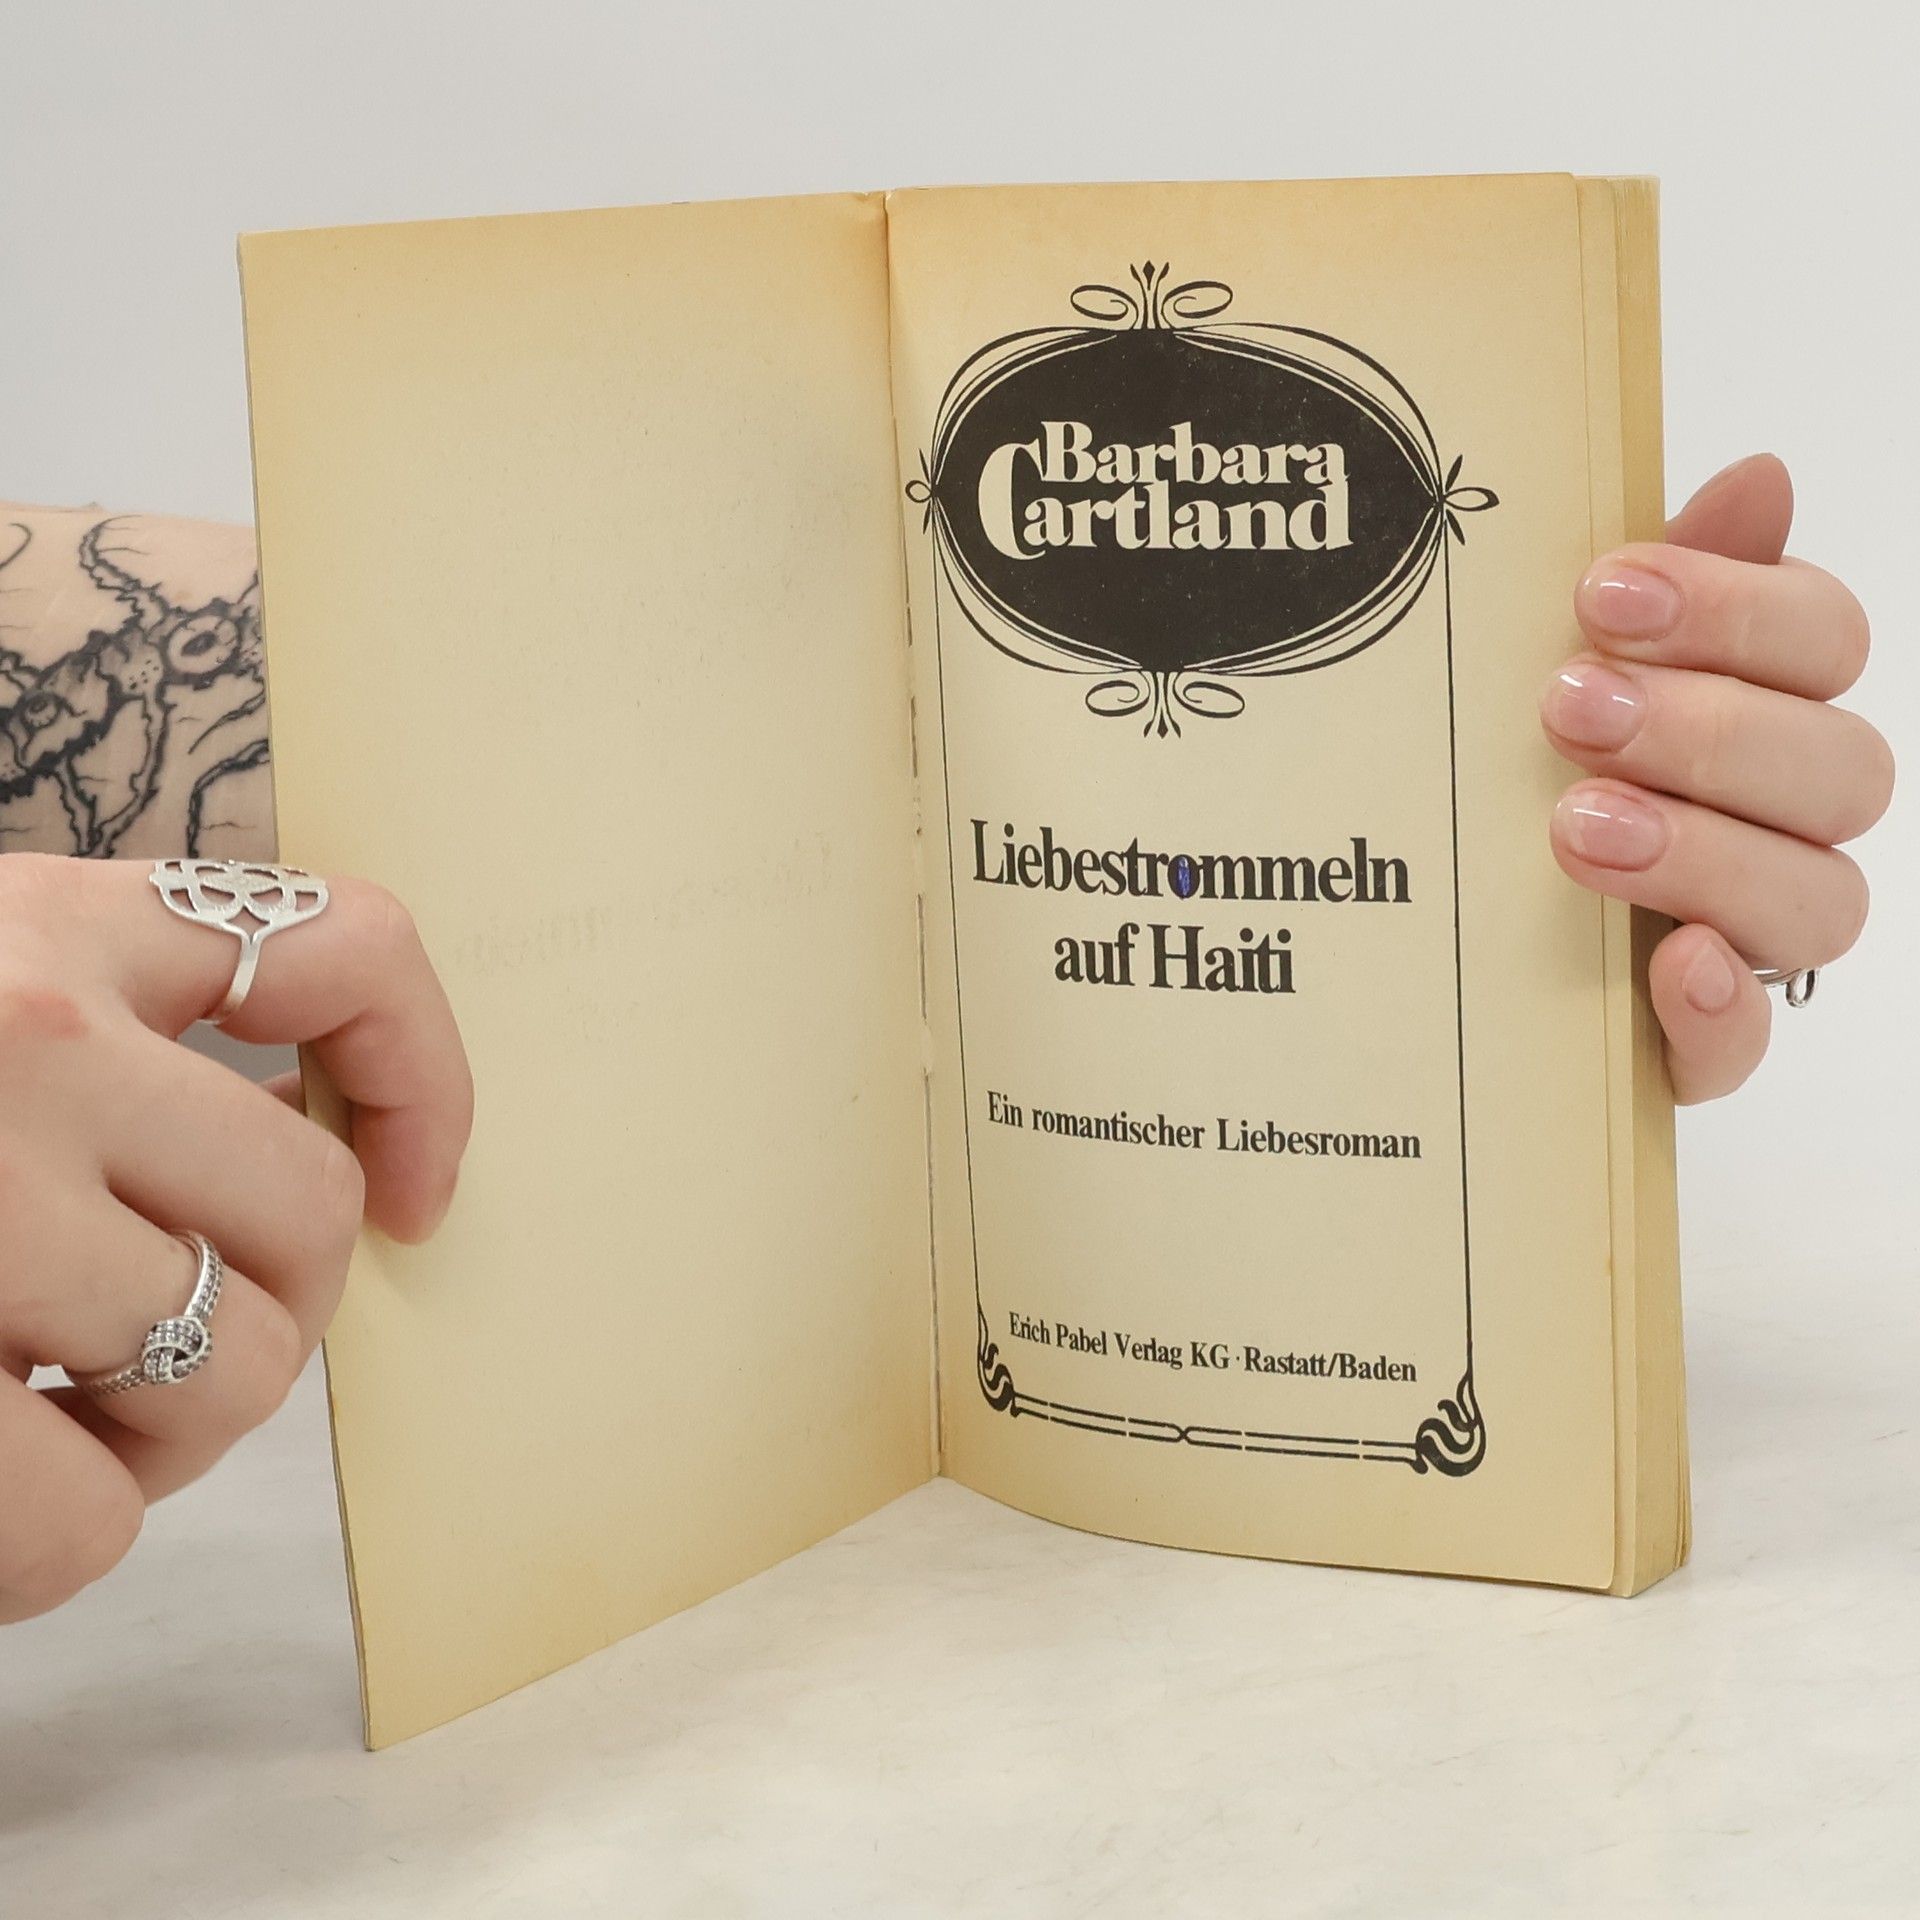 Barbara
Cartland
Liebestrommeln
auf Haiti
Ein romantischer Liebesroman
Erich Pabel Verlag KG · Rastatt/Baden